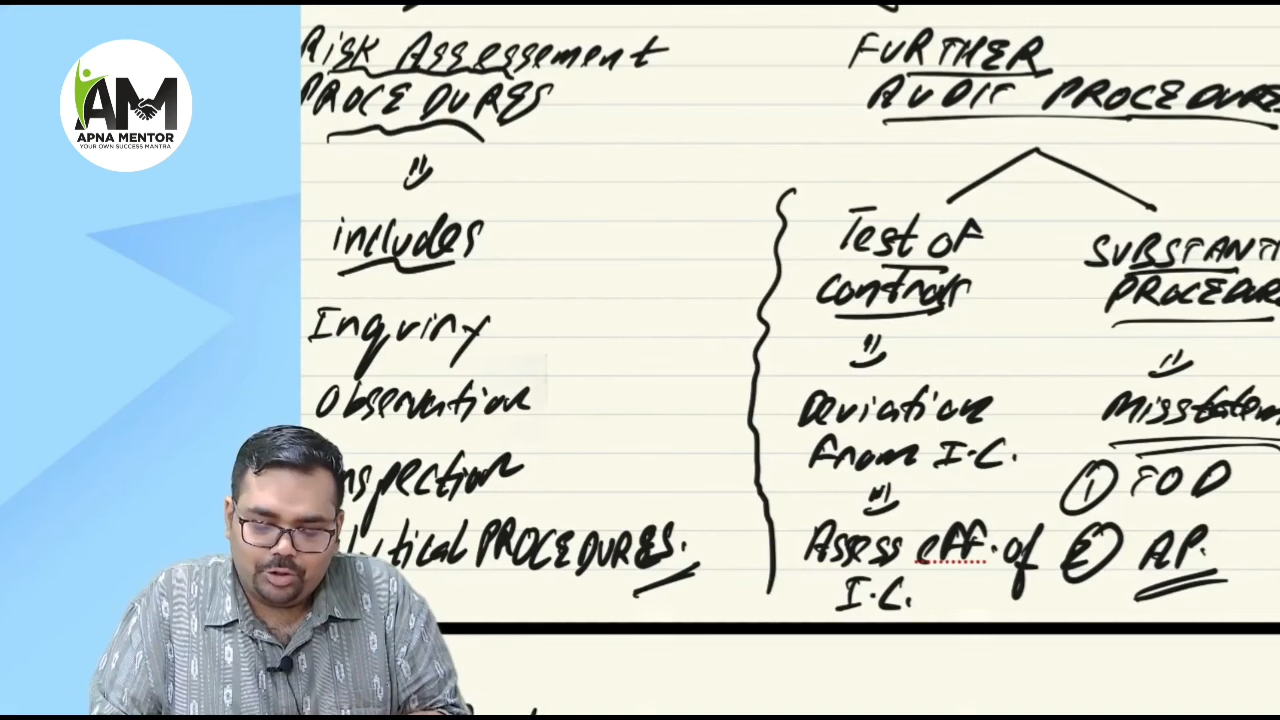 AM
APNA MENTOR
YOUR OWN SUCCESS MANTRA
Risk Assessment
PROCEDURES
includes
Inquiry
Observation
nspection
tical PROCEDURES.
FURTHER
AUDIT PROCEDURE
Test of
controls
Deviation
From I.C.
Assess eff. of
I.C.
SUBSTANTI
PROCEDUR
Misstatem
① TOD
② AP.